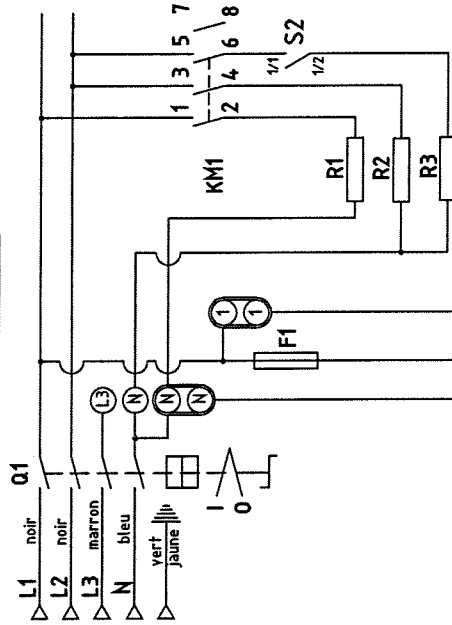 Q1
L1 noir
L2 noir
L3 marron
N bleu
vert
jaune
I
O
L3
N
N
N
1
1
F1
KM1
1 2
3 4
5 6
7 8
1/1
1/2
S2
R1
R2
R3